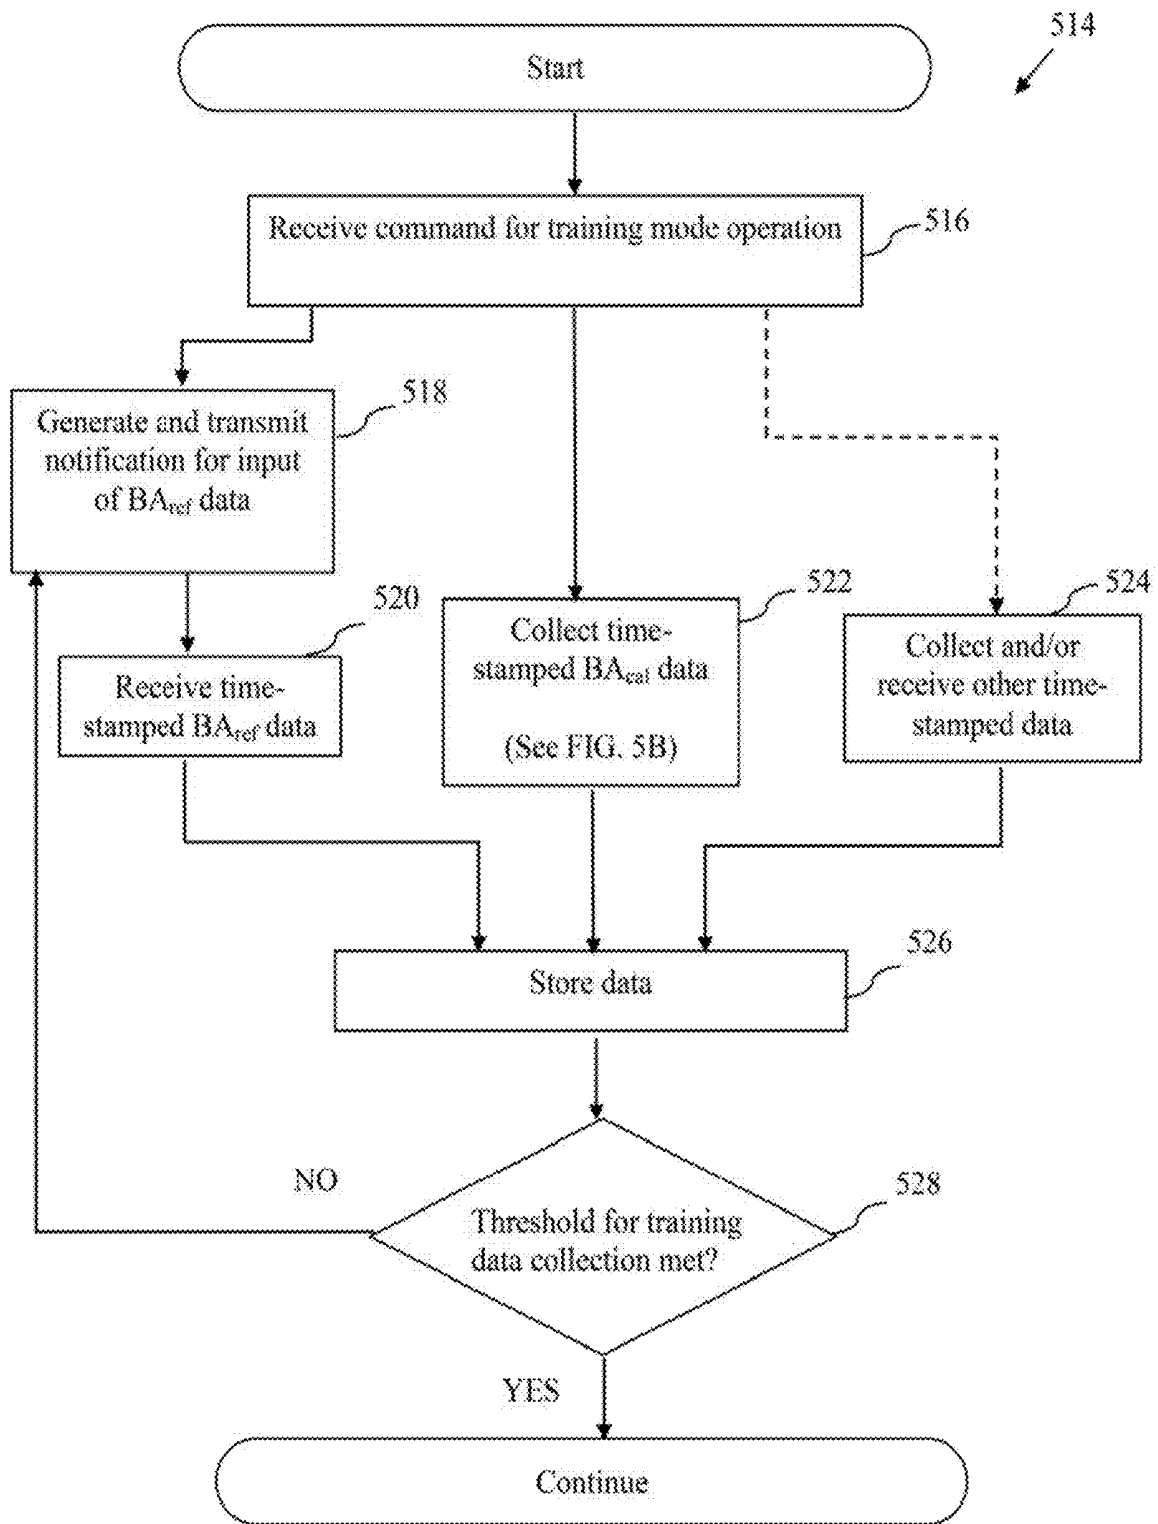 514
Start
Receive command for training mode operation
516
518
Generate and transmit
notification for input
of BAref data
520
Receive time-
stamped BAref data
522
Collect time-
stamped BAcal data
(See FIG. 5B)
524
Collect and/or
receive other time-
stamped data
526
Store data
NO
528
Threshold for training
data collection met?
YES
Continue